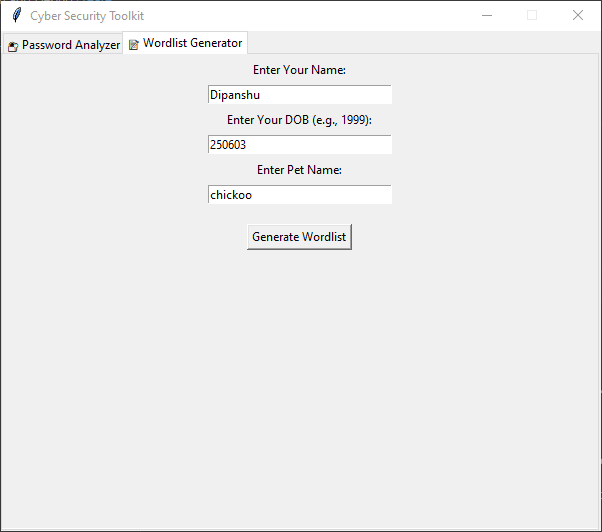 Cyber Security Toolkit
Password Analyzer Wordlist Generator
Enter Your Name:
Dipanshu
Enter Your DOB (e.g., 1999):
250603
Enter Pet Name:
chickoo
Generate Wordlist